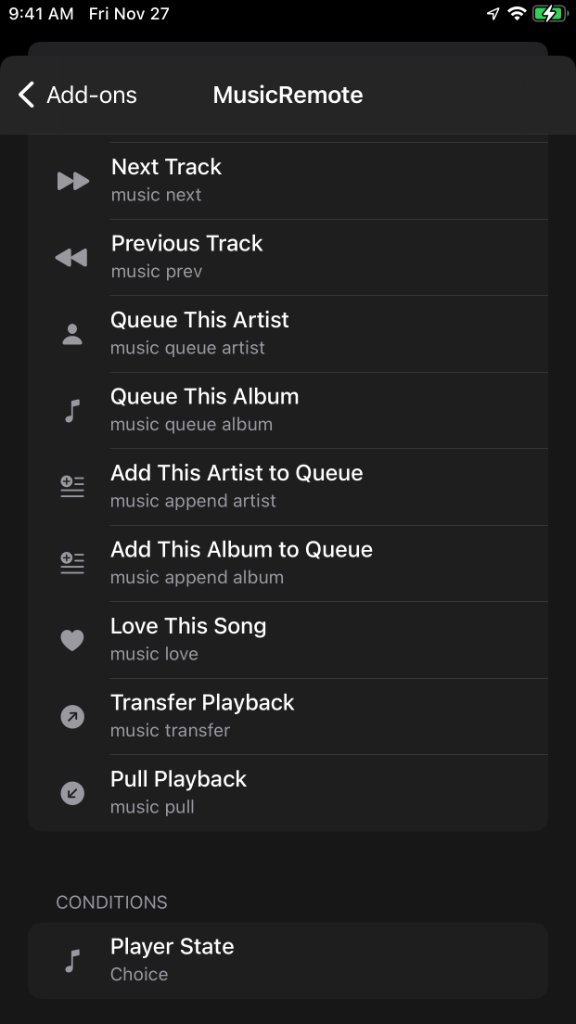 9:41 AM Fri Nov 27
Add-ons
MusicRemote
Next Track
music next
Previous Track
music prev
Queue This Artist
music queue artist
Queue This Album
music queue album
Add This Artist to Queue
music append artist
Add This Album to Queue
music append album
Love This Song
music love
Transfer Playback
music transfer
Pull Playback
music pull
CONDITIONS
Player State
Choice